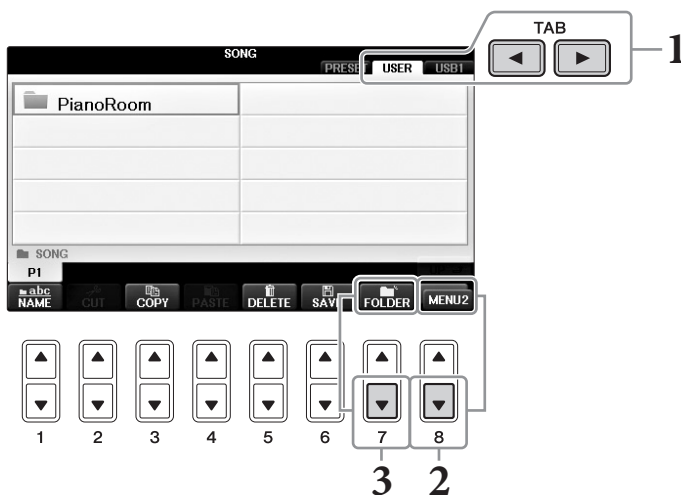 TAB
SONG
PRESET USER USB1
1
PianoRoom
SONG
P1
abc
NAME CUT COPY PASTE DELETE SAVE FOLDER MENU2
1 2 3 4 5 6 7 8
3 2